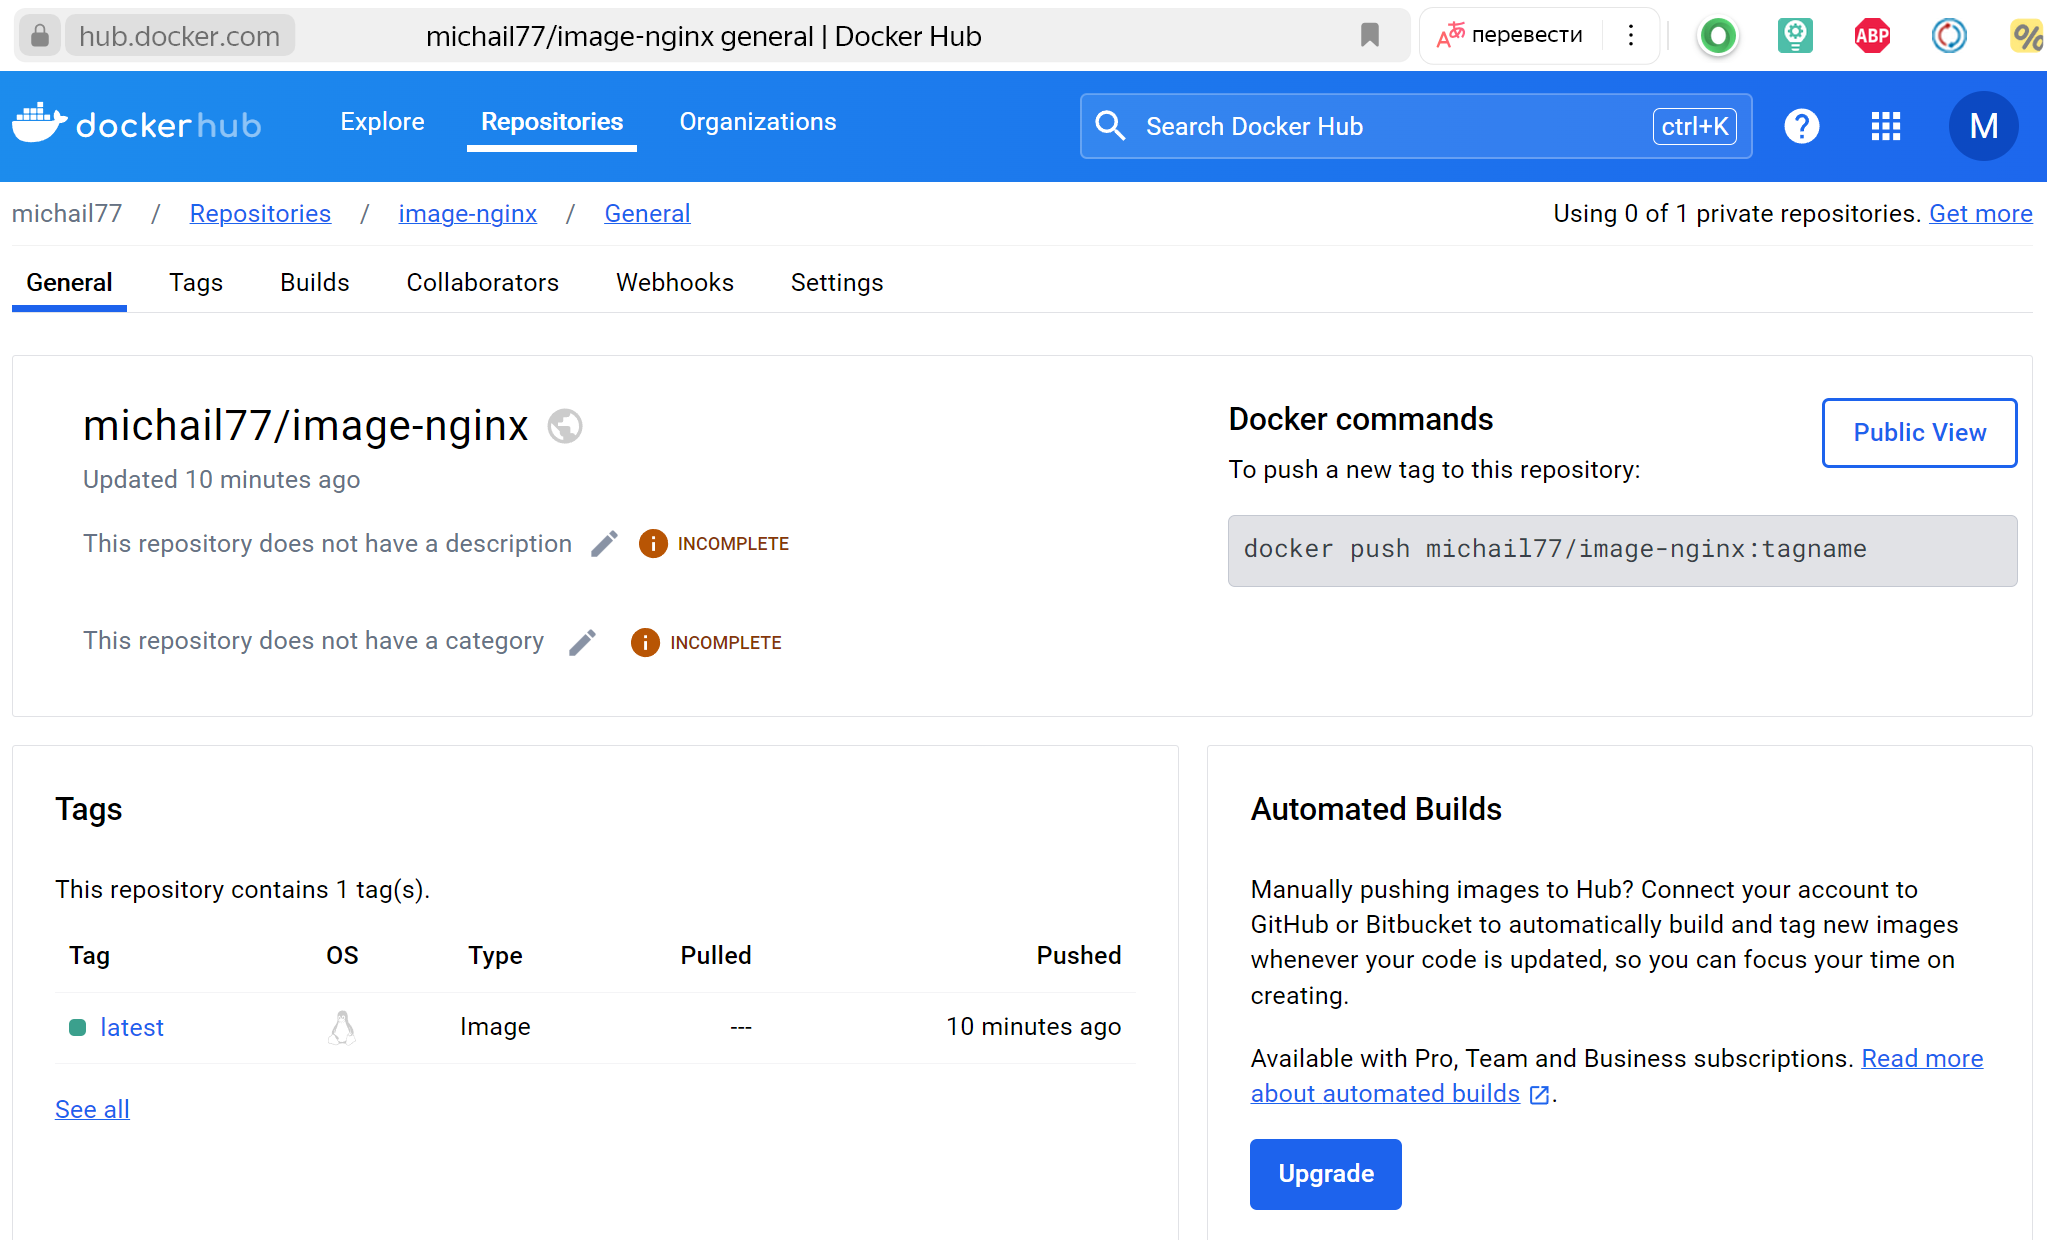 hub.docker.com
michail77/image-nginx general | Docker Hub
перевести
ABP
%
dockerhub
Explore
Repositories
Organizations
Search Docker Hub
ctrl+K
?
M
michail77 / Repositories / image-nginx / General
Using 0 of 1 private repositories. Get more
General
Tags
Builds
Collaborators
Webhooks
Settings
michail77/image-nginx
Updated 10 minutes ago
This repository does not have a description
INCOMPLETE
This repository does not have a category
INCOMPLETE
Docker commands
Public View
To push a new tag to this repository:
docker push michail77/image-nginx:tagname
Tags
This repository contains 1 tag(s).
Tag OS Type Pulled Pushed
latest Image --- 10 minutes ago
See all
Automated Builds
Manually pushing images to Hub? Connect your account to
GitHub or Bitbucket to automatically build and tag new images
whenever your code is updated, so you can focus your time on
creating.
Available with Pro, Team and Business subscriptions. Read more
about automated builds .
Upgrade